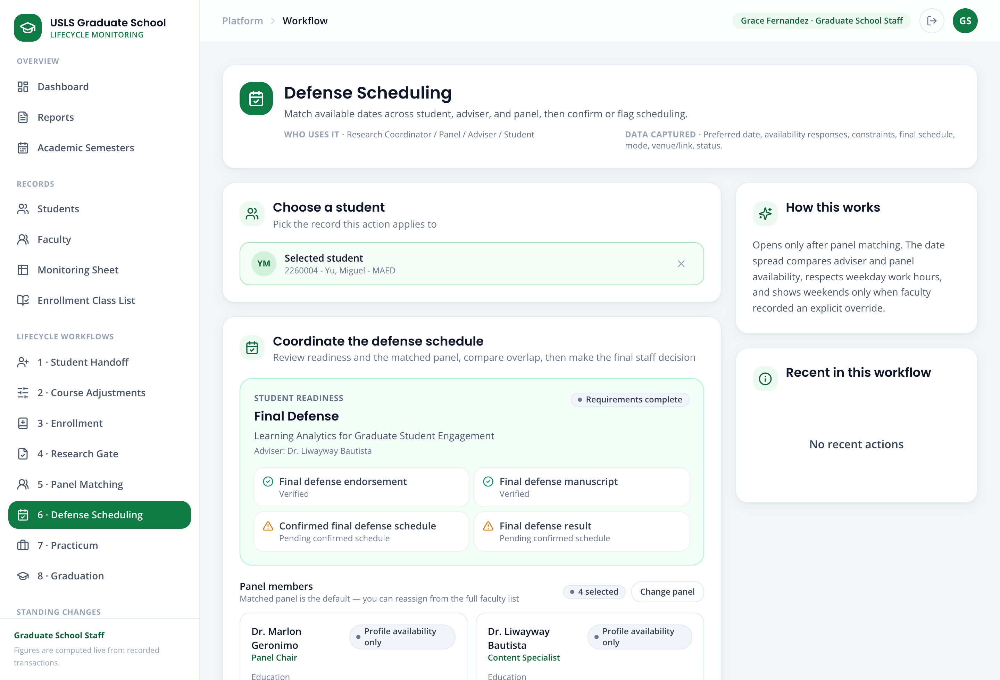 USLS Graduate School
LIFECYCLE MONITORING
OVERVIEW
Dashboard
Reports
Academic Semesters
RECORDS
Students
Faculty
Monitoring Sheet
Enrollment Class List
LIFECYCLE WORKFLOWS
1 · Student Handoff
2 · Course Adjustments
3 · Enrollment
4 · Research Gate
5 · Panel Matching
6 · Defense Scheduling
7 · Practicum
8 · Graduation
STANDING CHANGES
Graduate School Staff
Figures are computed live from recorded
transactions.
Platform > Workflow
Grace Fernandez · Graduate School Staff
GS
Defense Scheduling
Match available dates across student, adviser, and panel, then confirm or flag scheduling.
WHO USES IT · Research Coordinator / Panel / Adviser / Student
DATA CAPTURED · Preferred date, availability responses, constraints, final schedule,
mode, venue/link, status.
Choose a student
Pick the record this action applies to
YM
Selected student
2260004 - Yu, Miguel - MAED
Coordinate the defense schedule
Review readiness and the matched panel, compare overlap, then make the final staff decision
STUDENT READINESS
Requirements complete
Final Defense
Learning Analytics for Graduate Student Engagement
Adviser: Dr. Liwayway Bautista
Final defense endorsement
Verified
Final defense manuscript
Verified
Confirmed final defense schedule
Pending confirmed schedule
Final defense result
Pending confirmed schedule
Panel members
Matched panel is the default — you can reassign from the full faculty list
4 selected
Change panel
Dr. Marlon
Geronimo
Panel Chair
Profile availability
only
Education
Dr. Liwayway
Bautista
Content Specialist
Profile availability
only
Education
How this works
Opens only after panel matching. The date
spread compares adviser and panel
availability, respects weekday work hours,
and shows weekends only when faculty
recorded an explicit override.
Recent in this workflow
No recent actions